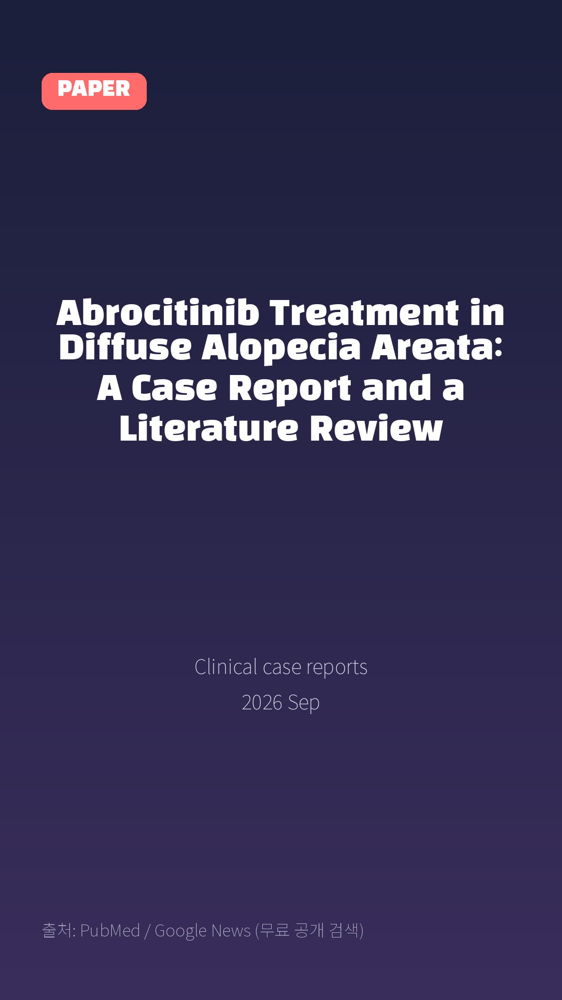 PAPER
Abrocitinib Treatment in
Diffuse Alopecia Areata:
A Case Report and a
Literature Review
Clinical case reports
2026 Sep
출처: PubMed / Google News (무료 공개 검색)